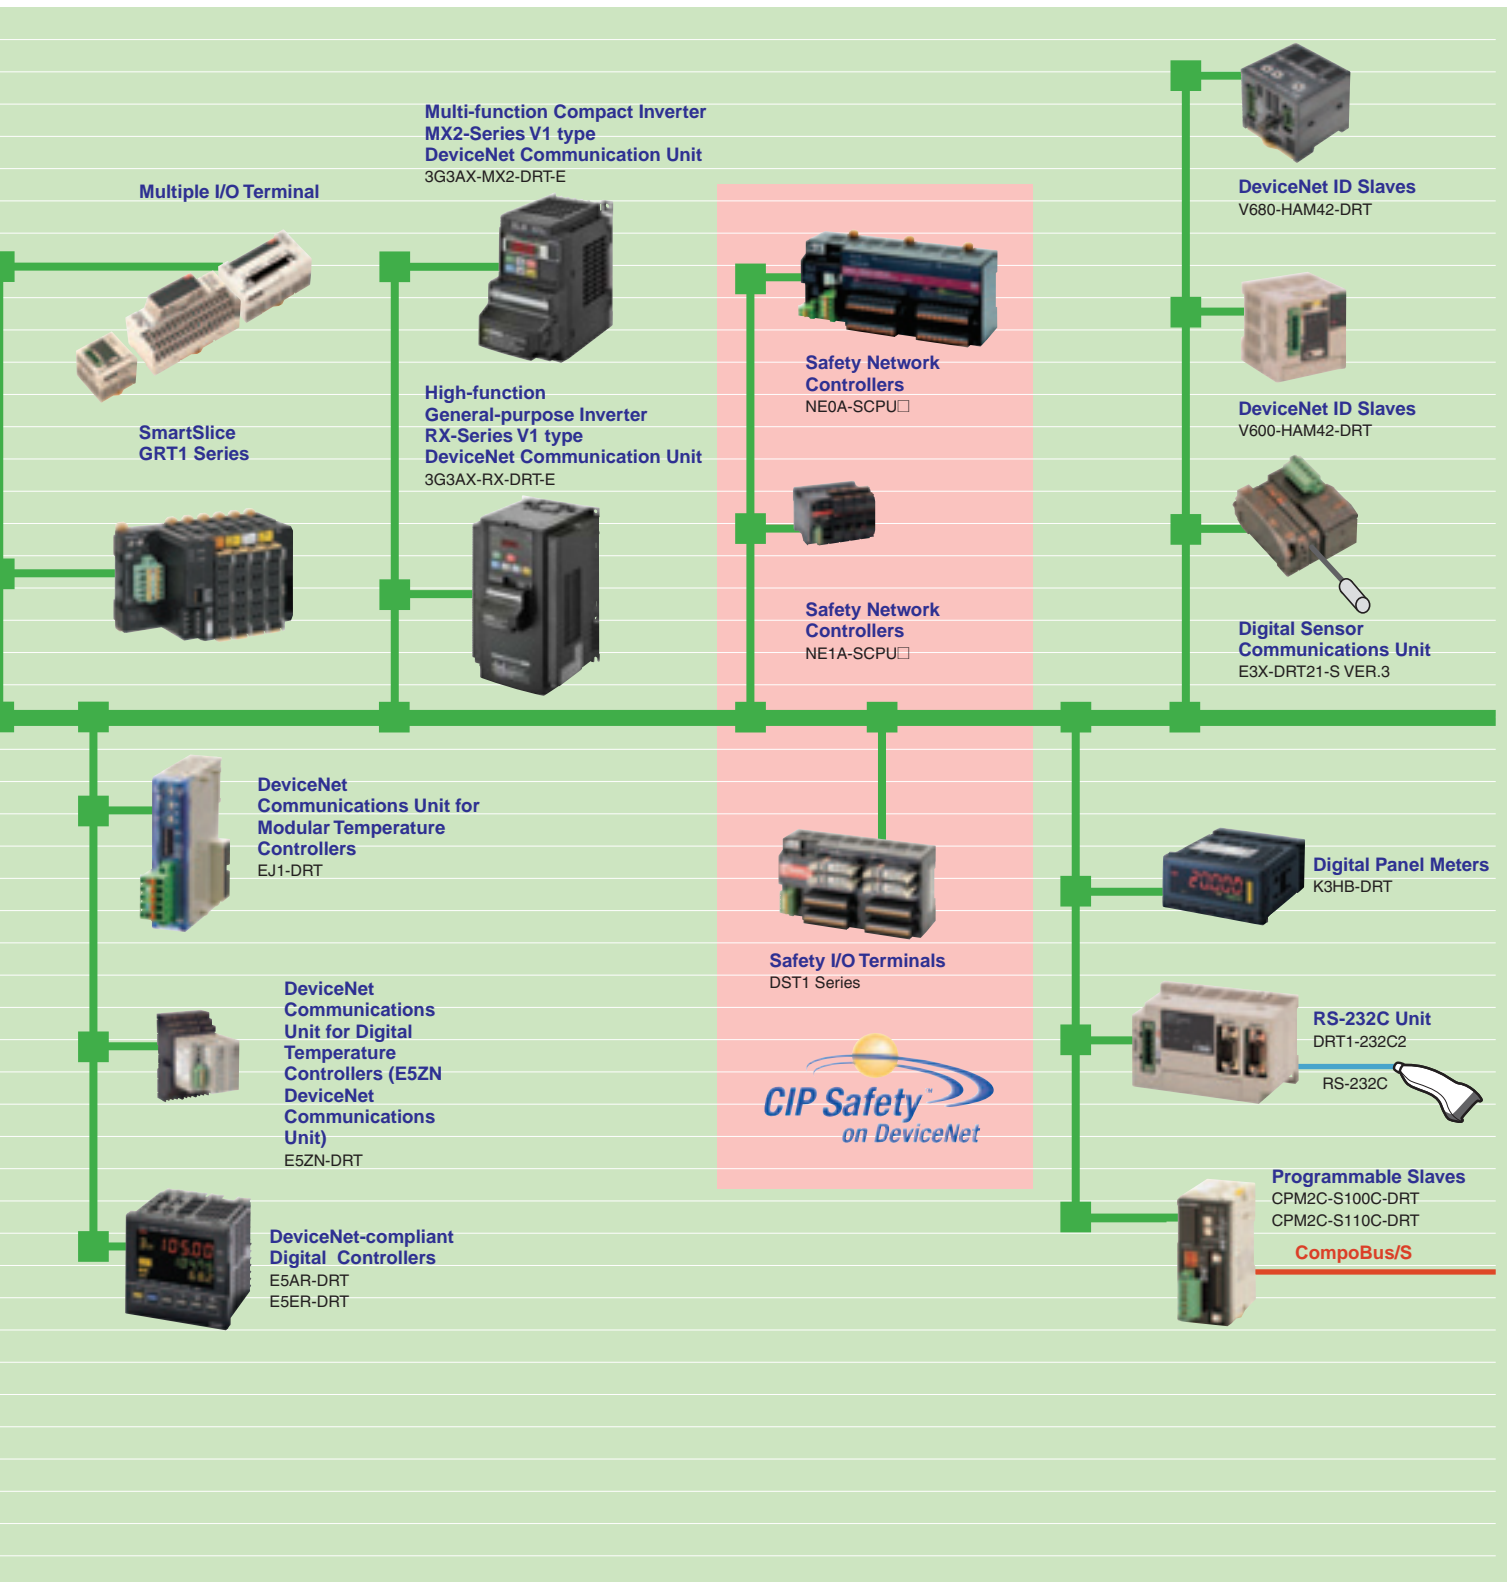 Multi-function Compact Inverter
MX2-Series V1 type
DeviceNet Communication Unit
3G3AX-MX2-DRT-E
Multiple I/O Terminal
SmartSlice
GRT1 Series
High-function
General-purpose Inverter
RX-Series V1 type
DeviceNet Communication Unit
3G3AX-RX-DRT-E
Safety Network
Controllers
NE0A-SCPU□
Safety Network
Controllers
NE1A-SCPU□
DeviceNet ID Slaves
V680-HAM42-DRT
DeviceNet ID Slaves
V600-HAM42-DRT
Digital Sensor
Communications Unit
E3X-DRT21-S VER.3
DeviceNet
Communications Unit for
Modular Temperature
Controllers
EJ1-DRT
DeviceNet
Communications
Unit for Digital
Temperature
Controllers (E5ZN
DeviceNet
Communications
Unit)
E5ZN-DRT
DeviceNet-compliant
Digital Controllers
E5AR-DRT
E5ER-DRT
Safety I/O Terminals
DST1 Series
CIP Safety™
on DeviceNet
Digital Panel Meters
K3HB-DRT
RS-232C Unit
DRT1-232C2
RS-232C
Programmable Slaves
CPM2C-S100C-DRT
CPM2C-S110C-DRT
CompoBus/S